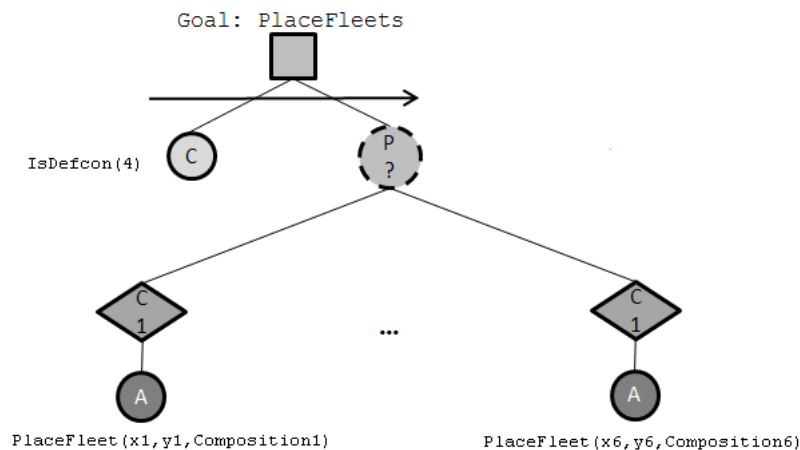 Goal: PlaceFleets
IsDefcon(4)
C
P
?
C
1
...
C
1
A
A
PlaceFleet(x1,y1,Composition1)
PlaceFleet(x6,y6,Composition6)